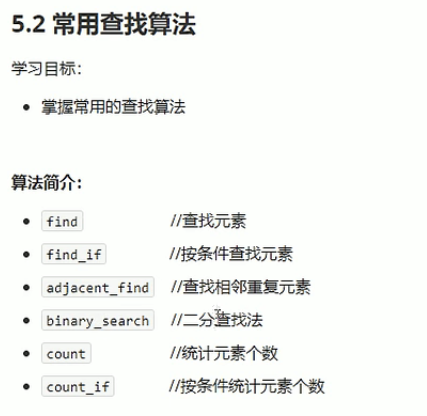 5.2 常用查找算法
学习目标：
掌握常用的查找算法
算法简介：
find //查找元素
find_if //按条件查找元素
adjacent_find //查找相邻重复元素
binary_search //二分查找法
count //统计元素个数
count_if //按条件统计元素个数